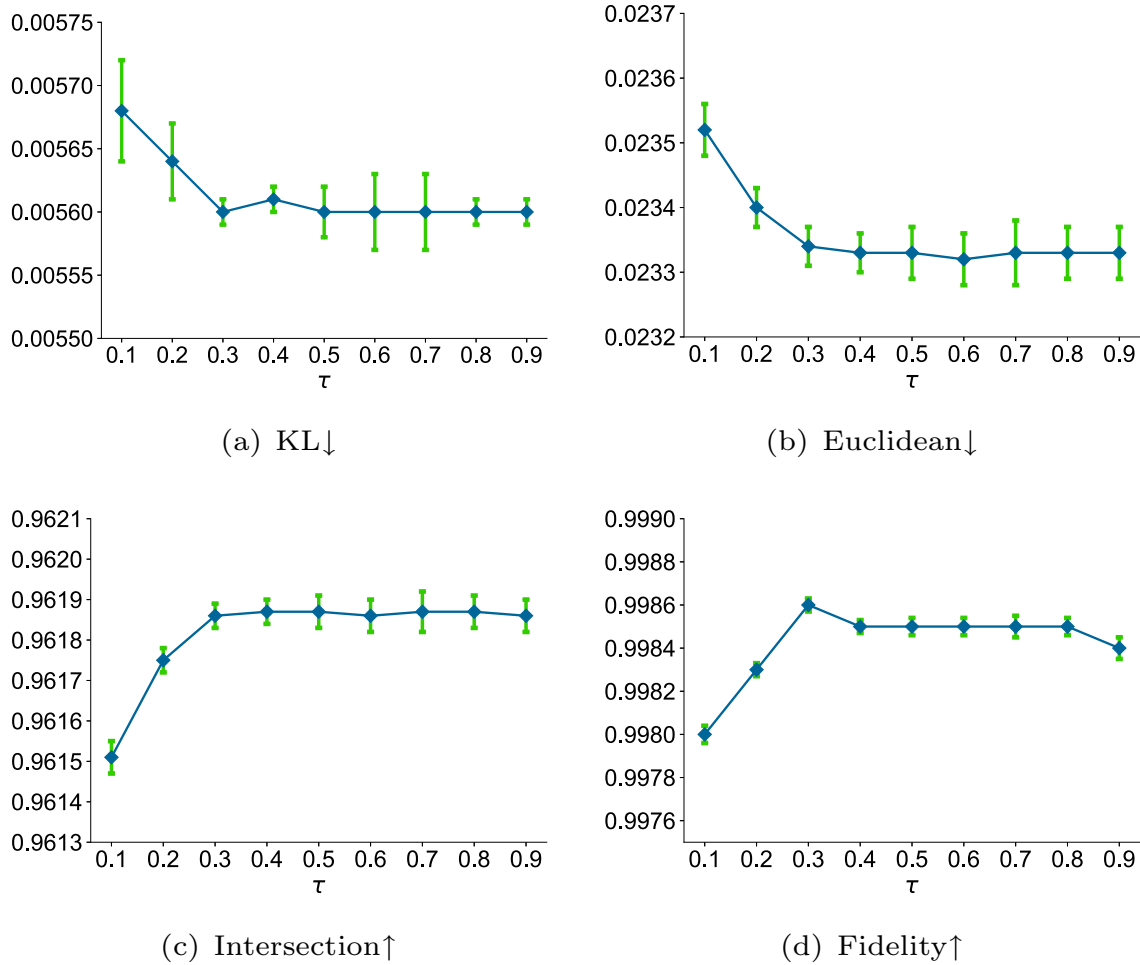 0.00575
0.00570
0.00565
0.00560
0.00555
0.00550
0.1 0.2 0.3 0.4 0.5 0.6 0.7 0.8 0.9
τ
(a) KL↓
0.0237
0.0236
0.0235
0.0234
0.0233
0.0232
0.1 0.2 0.3 0.4 0.5 0.6 0.7 0.8 0.9
τ
(b) Euclidean↓
0.9621
0.9620
0.9619
0.9618
0.9617
0.9616
0.9615
0.9614
0.9613
0.1 0.2 0.3 0.4 0.5 0.6 0.7 0.8 0.9
τ
(c) Intersection↑
0.9990
0.9988
0.9986
0.9984
0.9982
0.9980
0.9978
0.9976
0.1 0.2 0.3 0.4 0.5 0.6 0.7 0.8 0.9
τ
(d) Fidelity↑